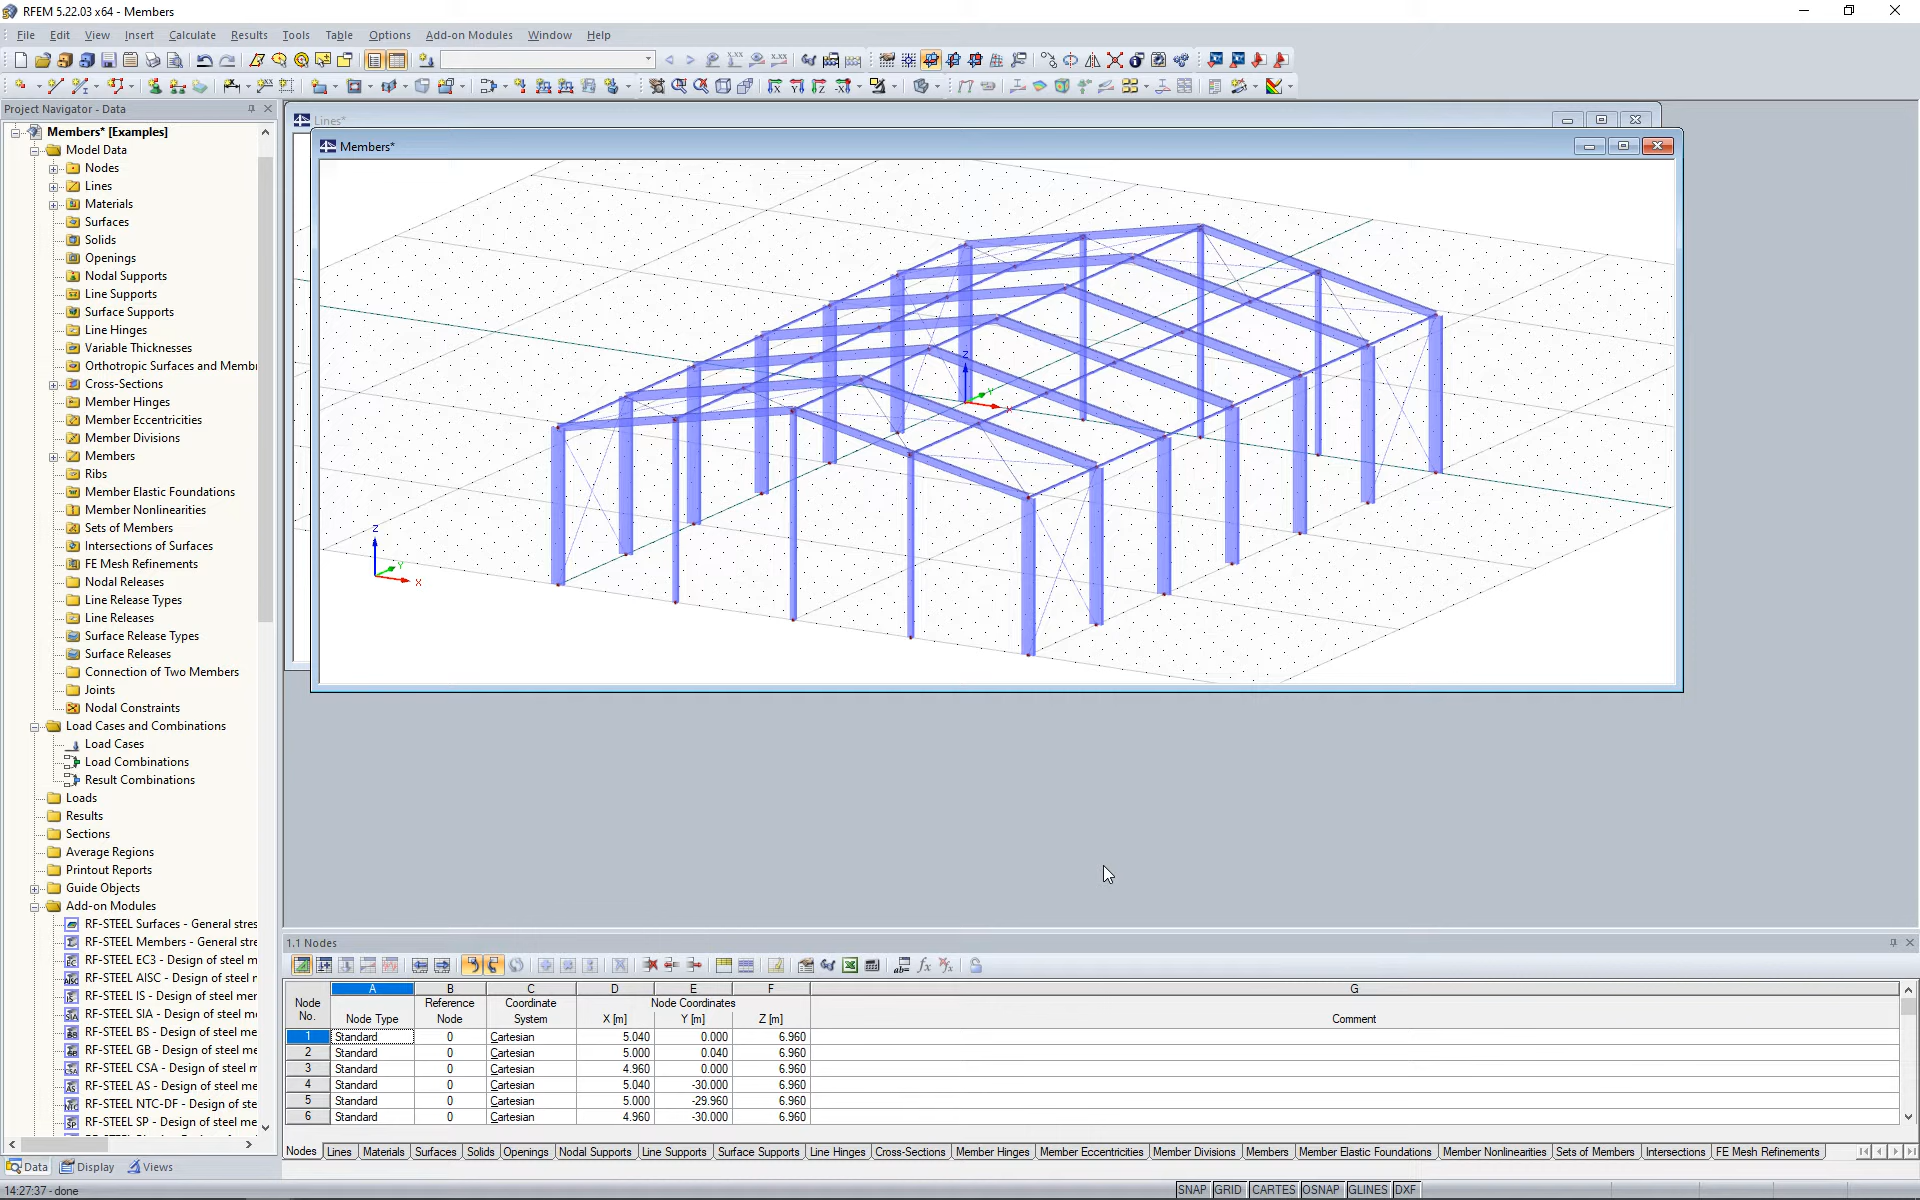 RFEM 5.22.03 x64 - Members
File Edit View Insert Calculate Results Tools Table Options Add-on Modules Window Help
Project Navigator - Data
Members* [Examples]
Model Data
Nodes
Lines
Materials
Surfaces
Solids
Openings
Nodal Supports
Line Supports
Surface Supports
Line Hinges
Variable Thicknesses
Orthotropic Surfaces and Membr
Cross-Sections
Member Hinges
Member Eccentricities
Member Divisions
Members
Ribs
Member Elastic Foundations
Member Nonlinearities
Sets of Members
Intersections of Surfaces
FE Mesh Refinements
Nodal Releases
Line Release Types
Line Releases
Surface Release Types
Surface Releases
Connection of Two Members
Joints
Nodal Constraints
Load Cases and Combinations
Load Cases
Load Combinations
Result Combinations
Loads
Results
Sections
Average Regions
Printout Reports
Guide Objects
Add-on Modules
RF-STEEL Surfaces - General stres
RF-STEEL Members - General stre
RF-STEEL EC3 - Design of steel m
RF-STEEL AISC - Design of steel r
RF-STEEL IS - Design of steel mer
RF-STEEL SIA - Design of steel m
RF-STEEL BS - Design of steel me
RF-STEEL GB - Design of steel me
RF-STEEL CSA - Design of steel m
RF-STEEL AS - Design of steel me
RF-STEEL NTC-DF - Design of ste
RF-STEEL SP - Design of steel me
Data Display Views
Lines*
Members*
Z
Y
X
Z
Y
X
1.1 Nodes
A B C D E F G
Node Reference Coordinate Node Coordinates
No. Node Type Node System X [m] Y [m] Z [m] Comment
1 Standard 0 Cartesian 5.040 0.000 6.960
2 Standard 0 Cartesian 5.000 0.040 6.960
3 Standard 0 Cartesian 4.960 0.000 6.960
4 Standard 0 Cartesian 5.040 -30.000 6.960
5 Standard 0 Cartesian 5.000 -29.960 6.960
6 Standard 0 Cartesian 4.960 -30.000 6.960
Nodes Lines Materials Surfaces Solids Openings Nodal Supports Line Supports Surface Supports Line Hinges Cross-Sections Member Hinges Member Eccentricities Member Divisions Members Member Elastic Foundations Member Nonlinearities Sets of Members Intersections FE Mesh Refinements
14:27:37 - done
SNAP GRID CARTES OSNAP GLINES DXF